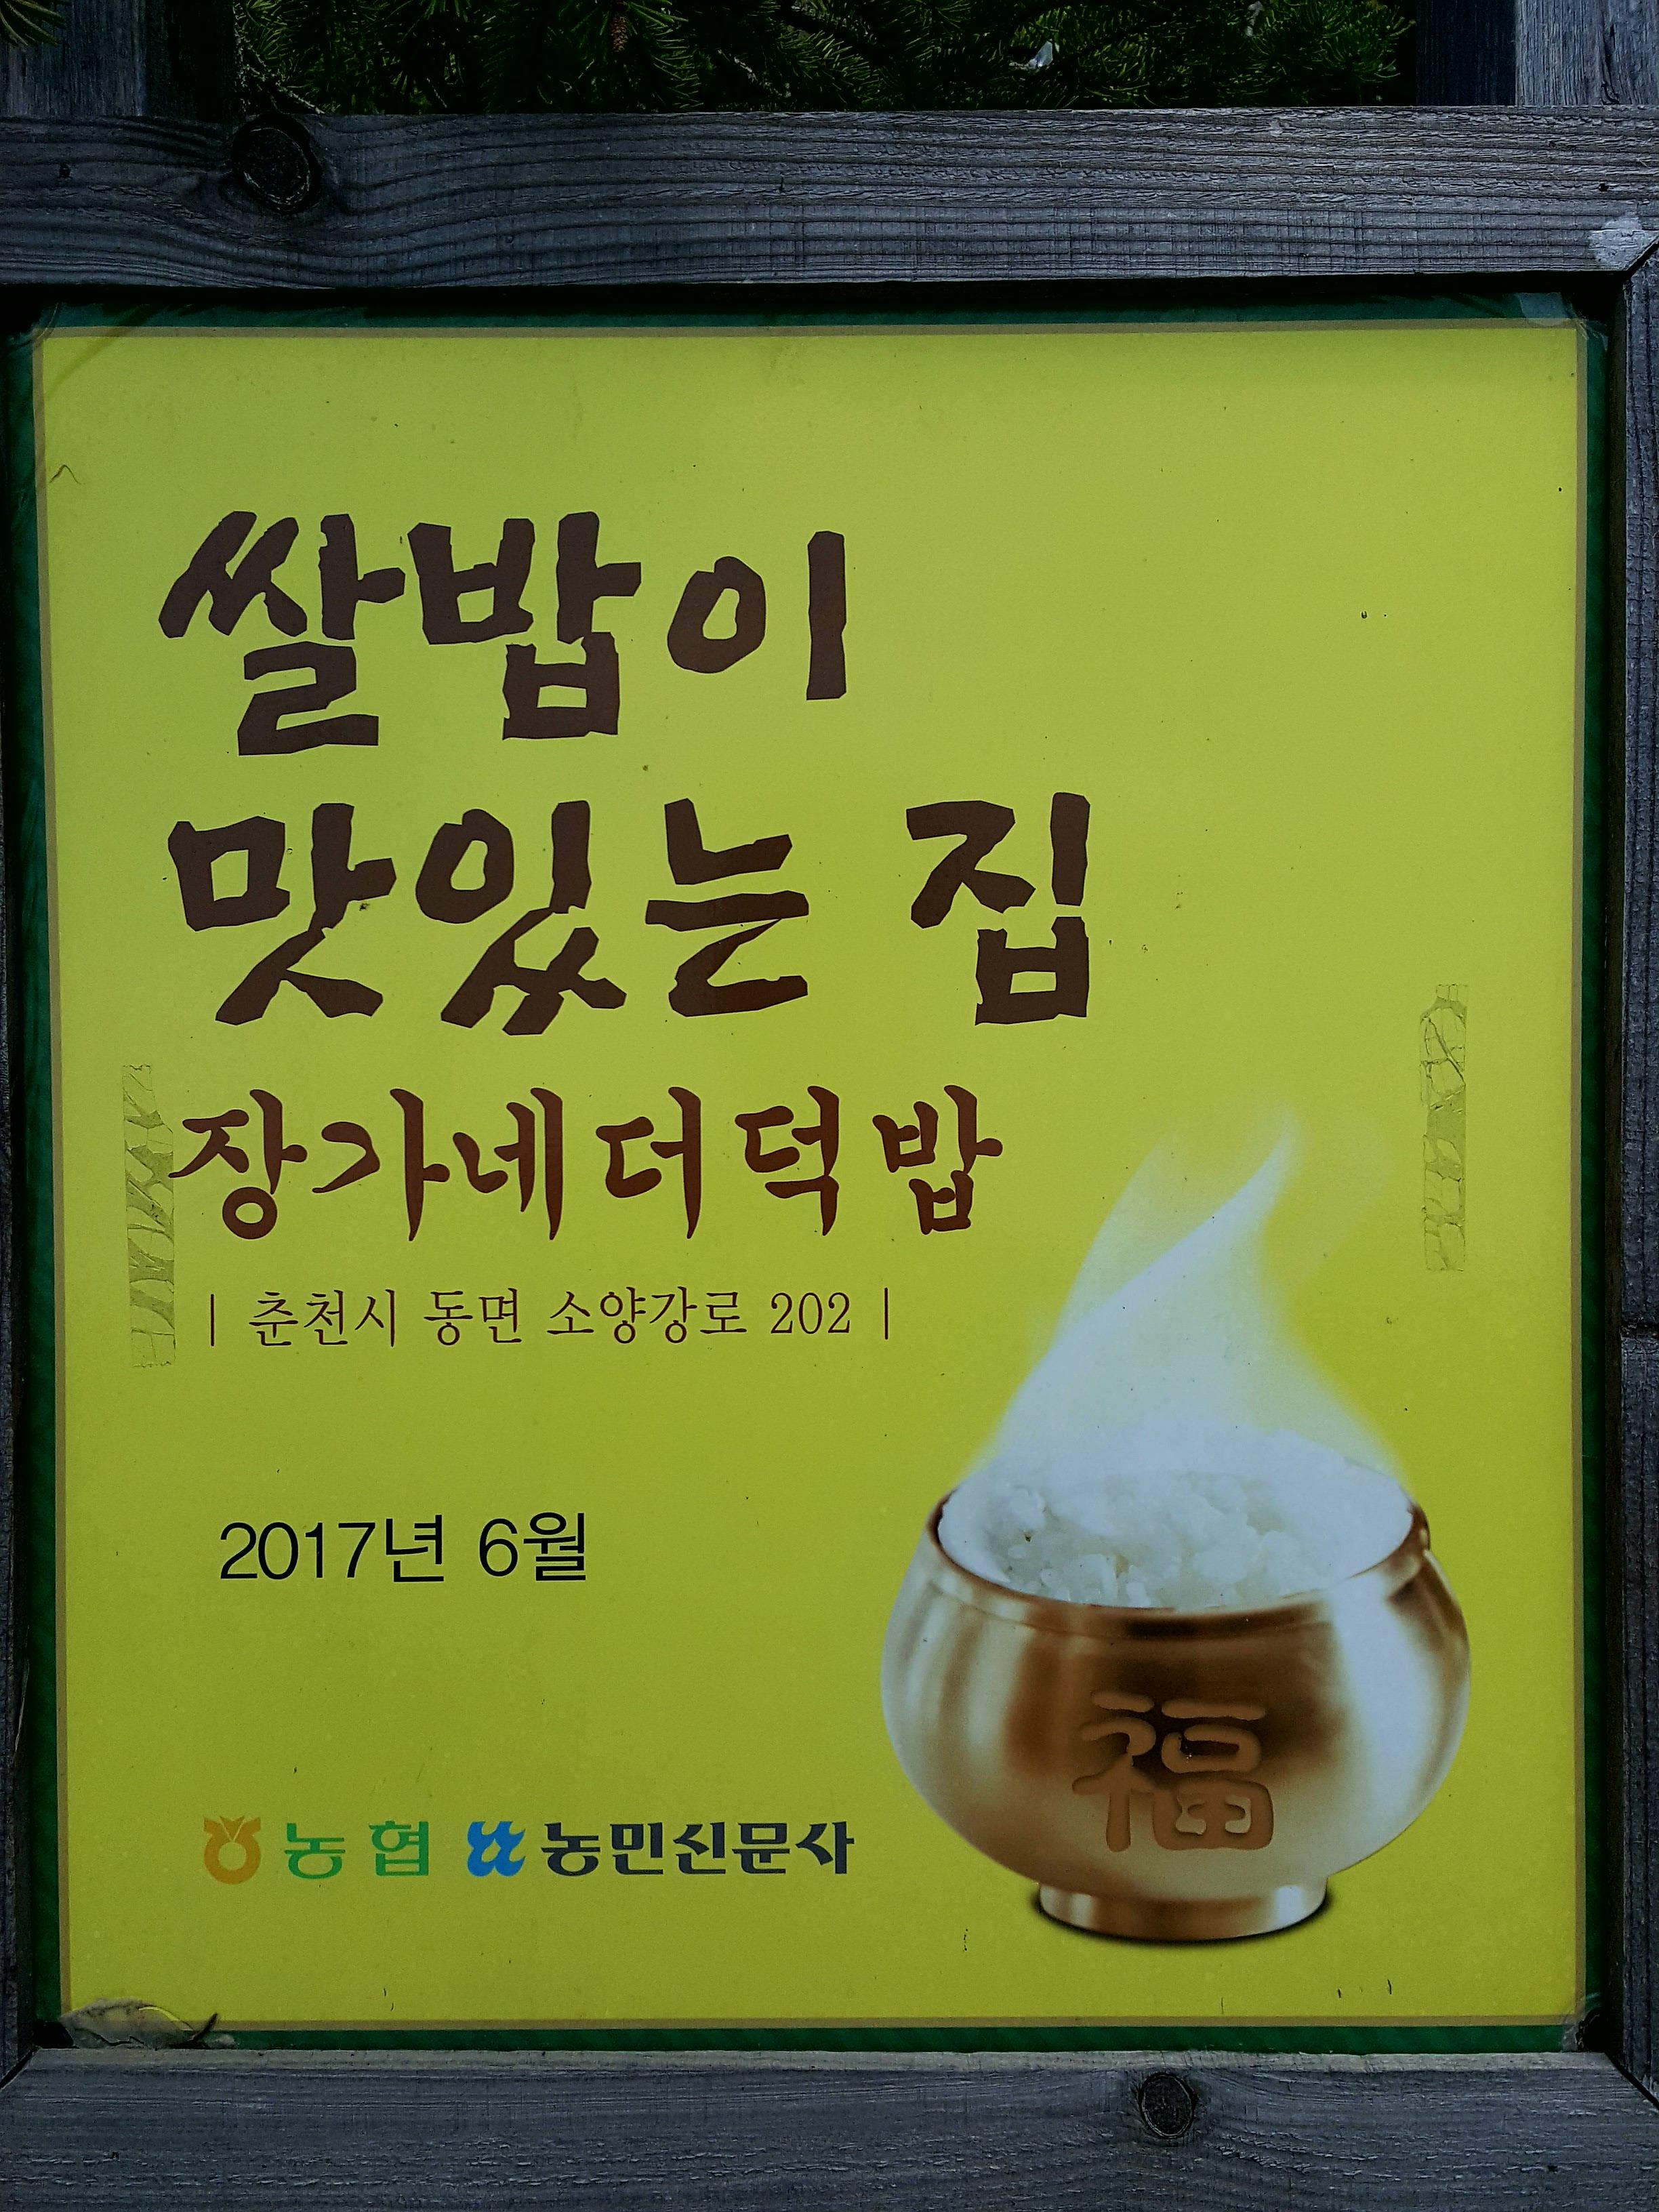 쌀밥이
맛있는 집
장가네더덕밥
| 춘천시 동면 소양강로 202 |
2017년 6월
福
농협 농민신문사